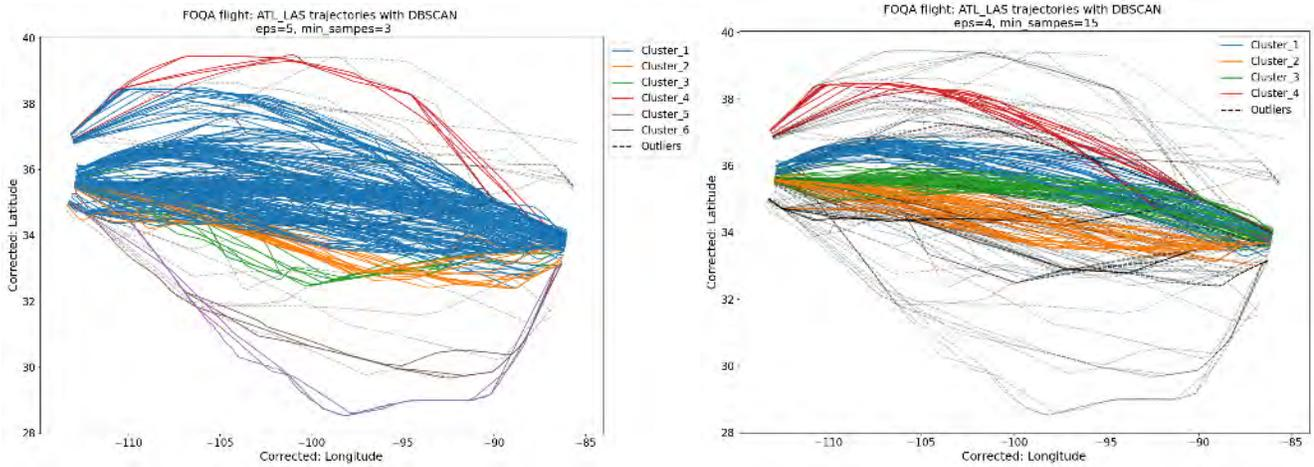 FOQA flight: ATL_LAS trajectories with DBSCAN
eps=5, min_sampes=3
40
38
36
34
32
30
28
Corrected: Latitude
−110
−105
−100
−95
−90
−85
Corrected: Longitude
Cluster_1
Cluster_2
Cluster_3
Cluster_4
Cluster_5
Cluster_6
Outliers
FOQA flight: ATL_LAS trajectories with DBSCAN
eps=4, min_sampes=15
40
38
36
34
32
30
28
Corrected: Latitude
−110
−105
−100
−95
−90
−85
Corrected: Longitude
Cluster_1
Cluster_2
Cluster_3
Cluster_4
Outliers